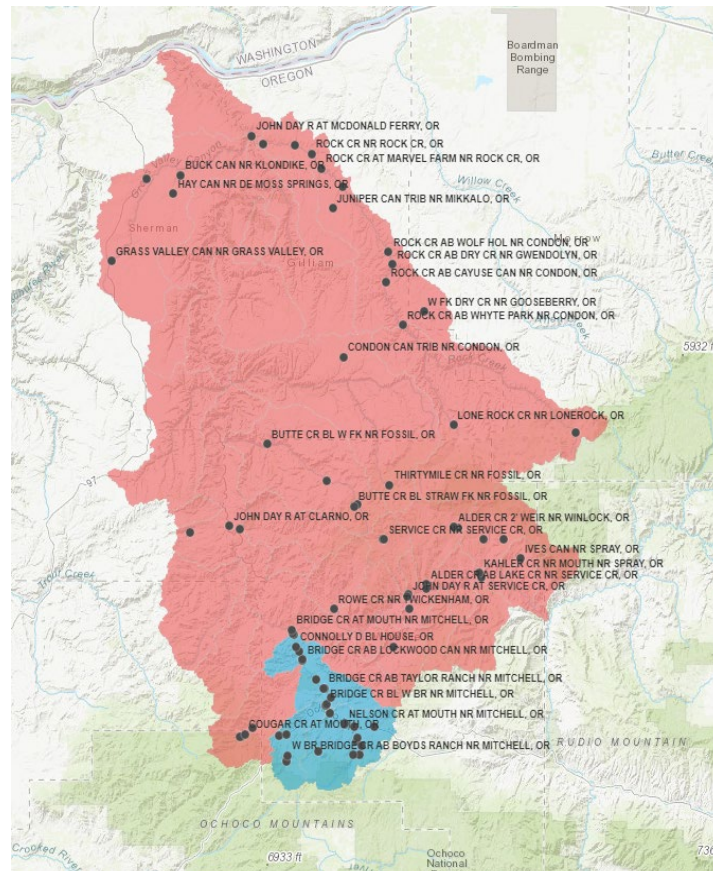 Boardman
Bombing
Range
WASHINGTON
OREGON
JOHN DAY R AT MCDONALD FERRY, OR
ROCK CR NR ROCK CR, OR
ROCK CR AT MARVEL FARM NR ROCK CR, OR
Butter Creek
BUCK CAN NR KLONDIKE, OR
HAY CAN NR DE MOSS SPRINGS, OR
Willow Creek
JUNIPER CAN TRIB NR MIKKALO, OR
Sherman
GRASS VALLEY CAN NR GRASS VALLEY, OR
Gilliam
ROCK CR AB WOLF HOL NR CONDON, OR
ROCK CR AB DRY CR NR GWENDOLYN, OR
ROCK CR AB CAYUSE CAN NR CONDON, OR
W FK DRY CR NR GOOSEBERRY, OR
ROCK CR AB WHYTE PARK NR CONDON, OR
CONDON CAN TRIB NR CONDON, OR
5932 ft
Rock Creek
LONE ROCK CR NR LONEROCK, OR
BUTTE CR BL W FK NR FOSSIL, OR
97
THIRTYMILE CR NR FOSSIL, OR
BUTTE CR BL STRAW FK NR FOSSIL, OR
JOHN DAY R AT CLARNO, OR
ALDER CR 2' WEIR NR WINLOCK, OR
SERVICE CR NR SERVICE CR, OR
IVES CAN NR SPRAY, OR
KAHLER CR NR MOUTH NR SPRAY, OR
Trout Creek
ALDER CR AB LAKE CR NR SERVICE CR, OR
JOHN DAY R AT SERVICE CR, OR
ROWE CR NR TWICKENHAM, OR
BRIDGE CR AT MOUTH NR MITCHELL, OR
CONNOLLY D BL HOUSE, OR
BRIDGE CR AB LOCKWOOD CAN NR MITCHELL, OR
BRIDGE CR AB TAYLOR RANCH NR MITCHELL, OR
BRIDGE CR BL W BR NR MITCHELL, OR
NELSON CR AT MOUTH NR MITCHELL, OR
COUGAR CR AT MOUTH, OR
W BR BRIDGE CR AB BOYDS RANCH NR MITCHELL, OR
RUDIO MOUNTAIN
OCHOCO MOUNTAINS
Crooked River
6933 ft
Ochoco
National
736